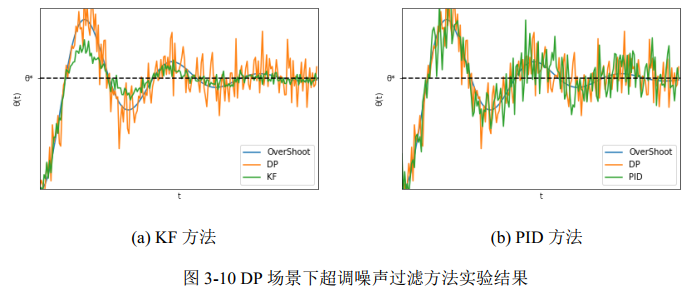 θ*
θ(t)
OverShoot
DP
KF
t
θ*
θ(t)
OverShoot
DP
PID
t
(a) KF 方法
(b) PID 方法
图 3-10 DP 场景下超调噪声过滤方法实验结果